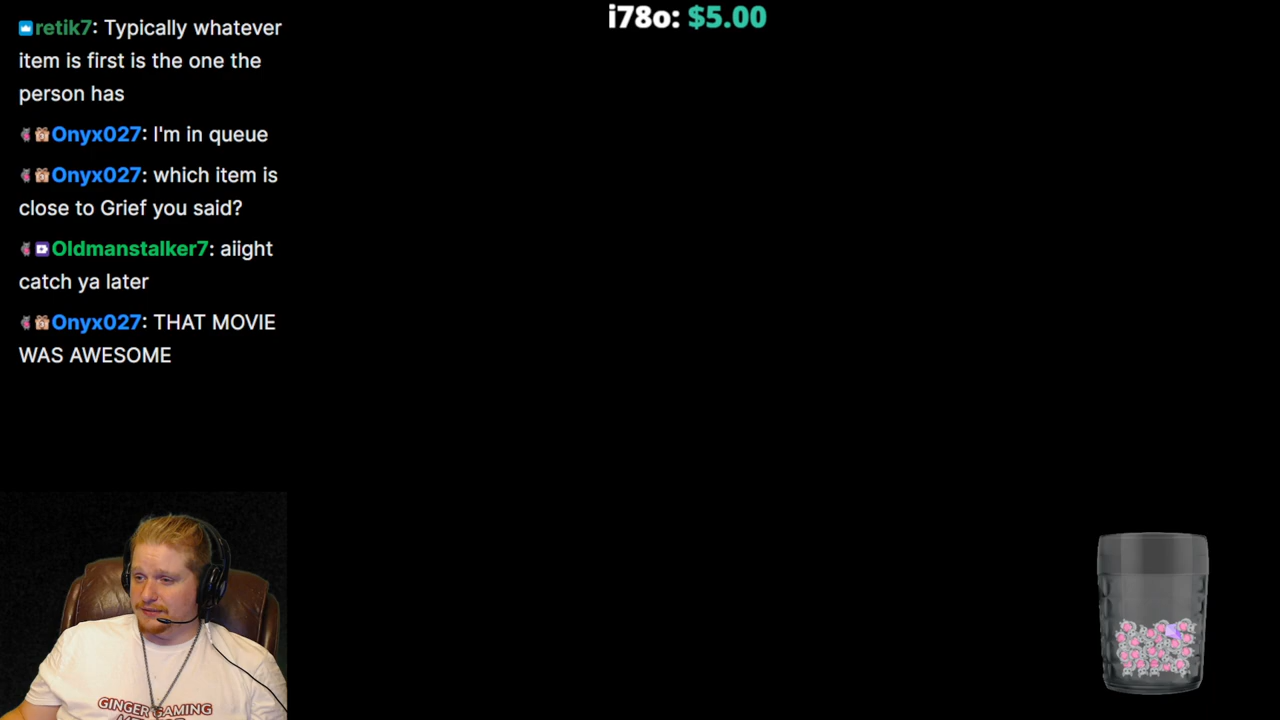 i78o: $5.00
retik7: Typically whatever
item is first is the one the
person has
Onyx027: I'm in queue
Onyx027: which item is
close to Grief you said?
Oldmanstalker7: aiight
catch ya later
Onyx027: THAT MOVIE
WAS AWESOME
GINGER GAMING